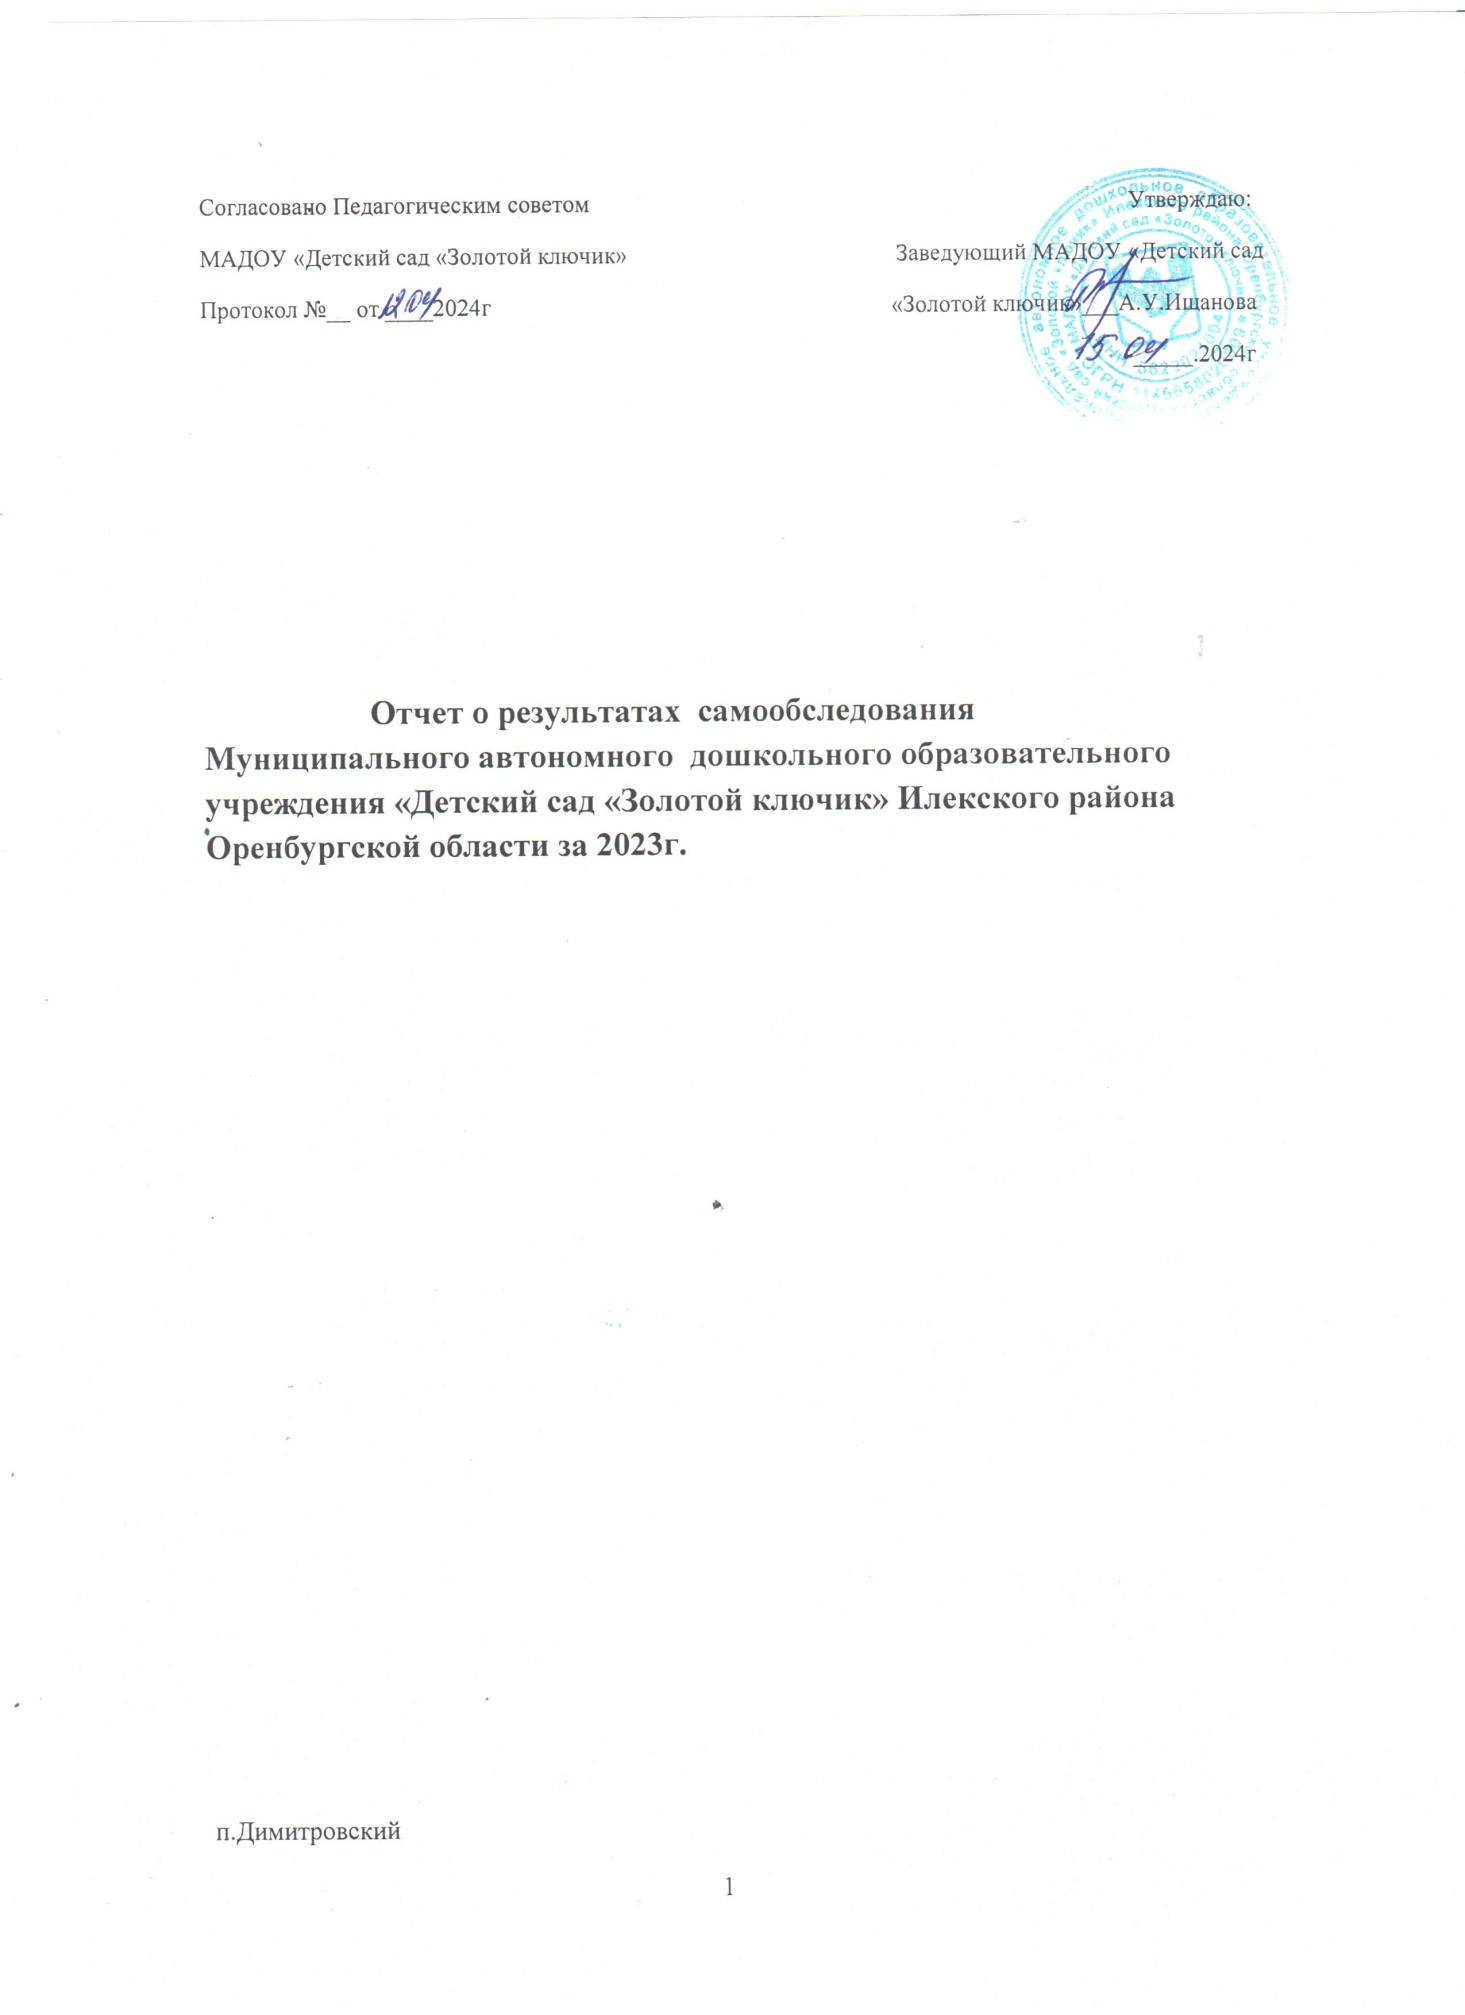 Согласовано Педагогическим советом
МАДОУ «Детский сад «Золотой ключик»
Протокол №__ от 12 04 2024г
Утверждаю:
Заведующий МАДОУ «Детский сад
«Золотой ключик»___А.У.Ищанова
15 04 .2024г
Отчет о результатах самообследования
Муниципального автономного дошкольного образовательного
учреждения «Детский сад «Золотой ключик» Илекского района
Оренбургской области за 2023г.
п.Димитровский
1